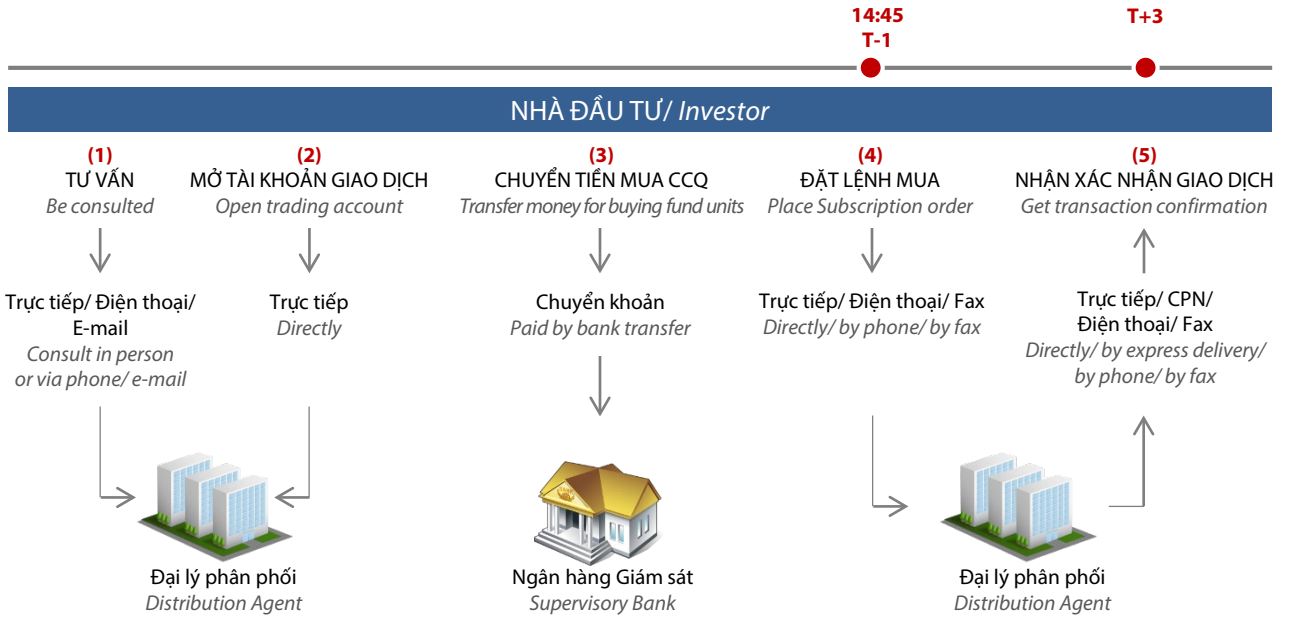 14:45
T-1
T+3
NHÀ ĐẦU TƯ/ Investor
(1)
TƯ VẤN
Be consulted
(2)
MỞ TÀI KHOẢN GIAO DỊCH
Open trading account
(3)
CHUYỂN TIỀN MUA CCQ
Transfer money for buying fund units
(4)
ĐẶT LỆNH MUA
Place Subscription order
(5)
NHẬN XÁC NHẬN GIAO DỊCH
Get transaction confirmation
Trực tiếp/ Điện thoại/
E-mail
Consult in person
or via phone/ e-mail
Trực tiếp
Directly
Chuyển khoản
Paid by bank transfer
Trực tiếp/ Điện thoại/ Fax
Directly/ by phone/ by fax
Trực tiếp/ CPN/
Điện thoại/ Fax
Directly/ by express delivery/
by phone/ by fax
Đại lý phân phối
Distribution Agent
Ngân hàng Giám sát
Supervisory Bank
Đại lý phân phối
Distribution Agent